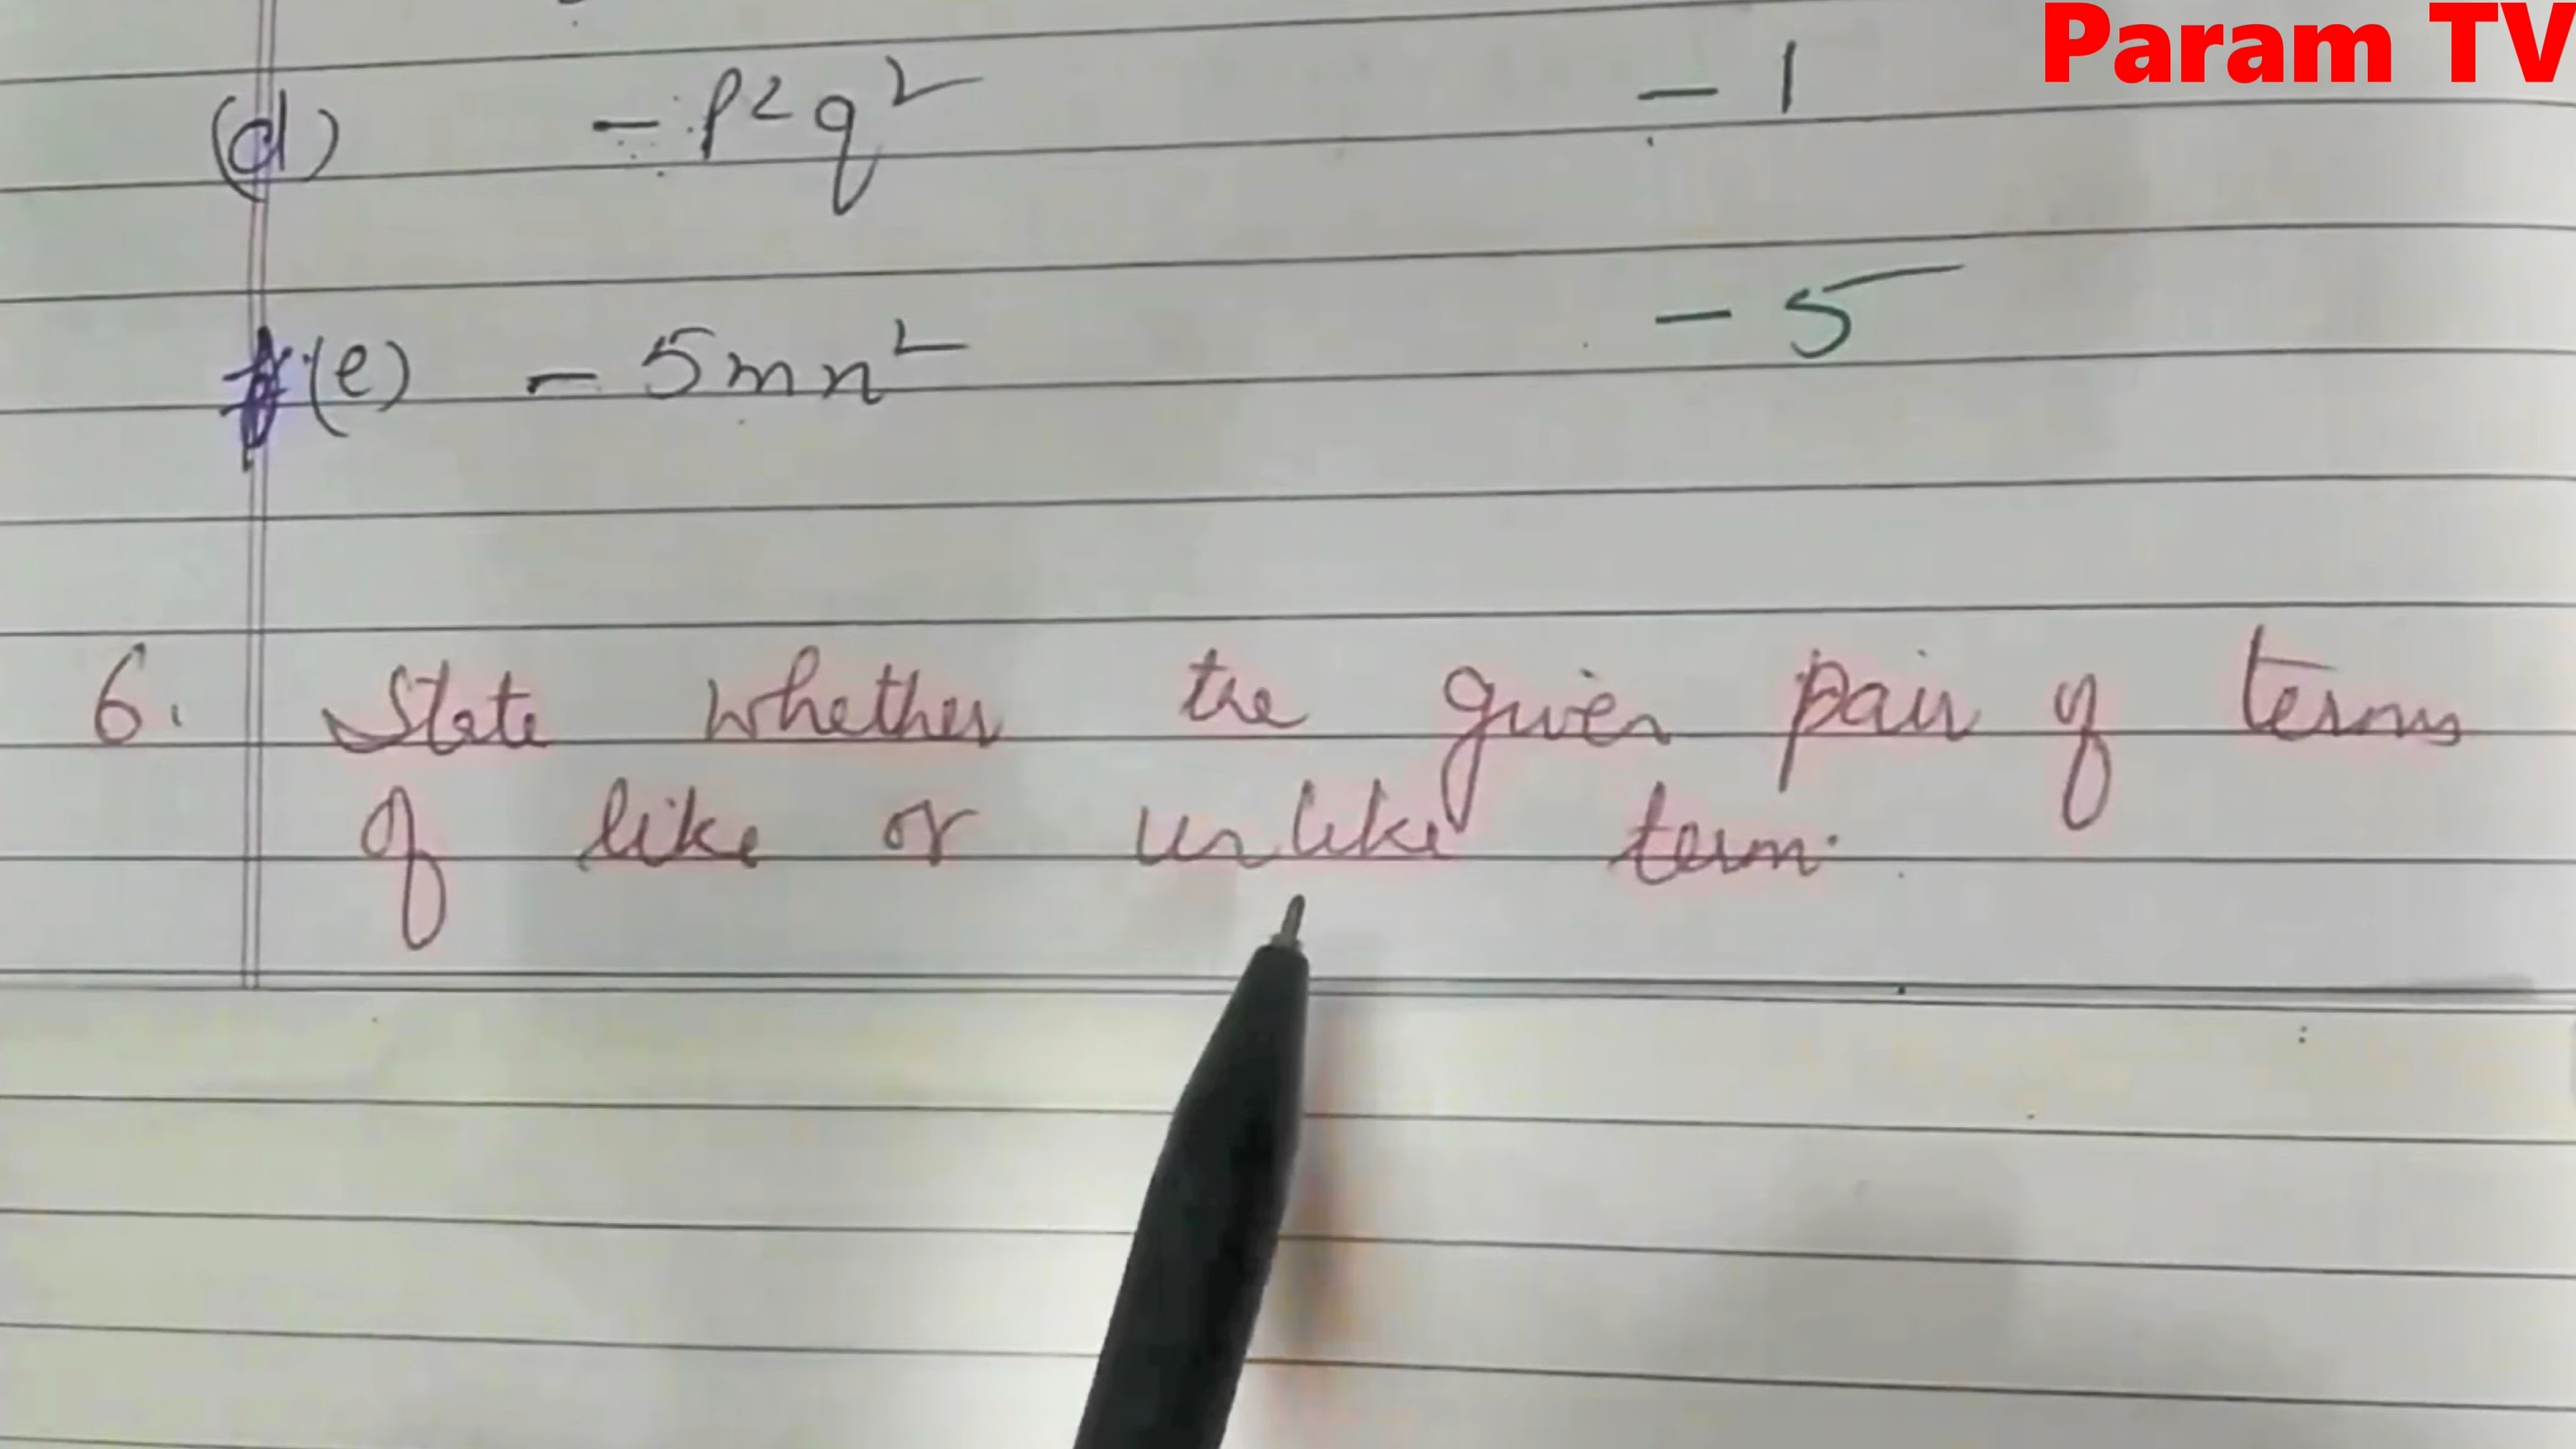 Param TV
(d) - p²q² - 1
(e) - 5mn² - 5
6. State whether the given pair of terms
of like or unlike term.